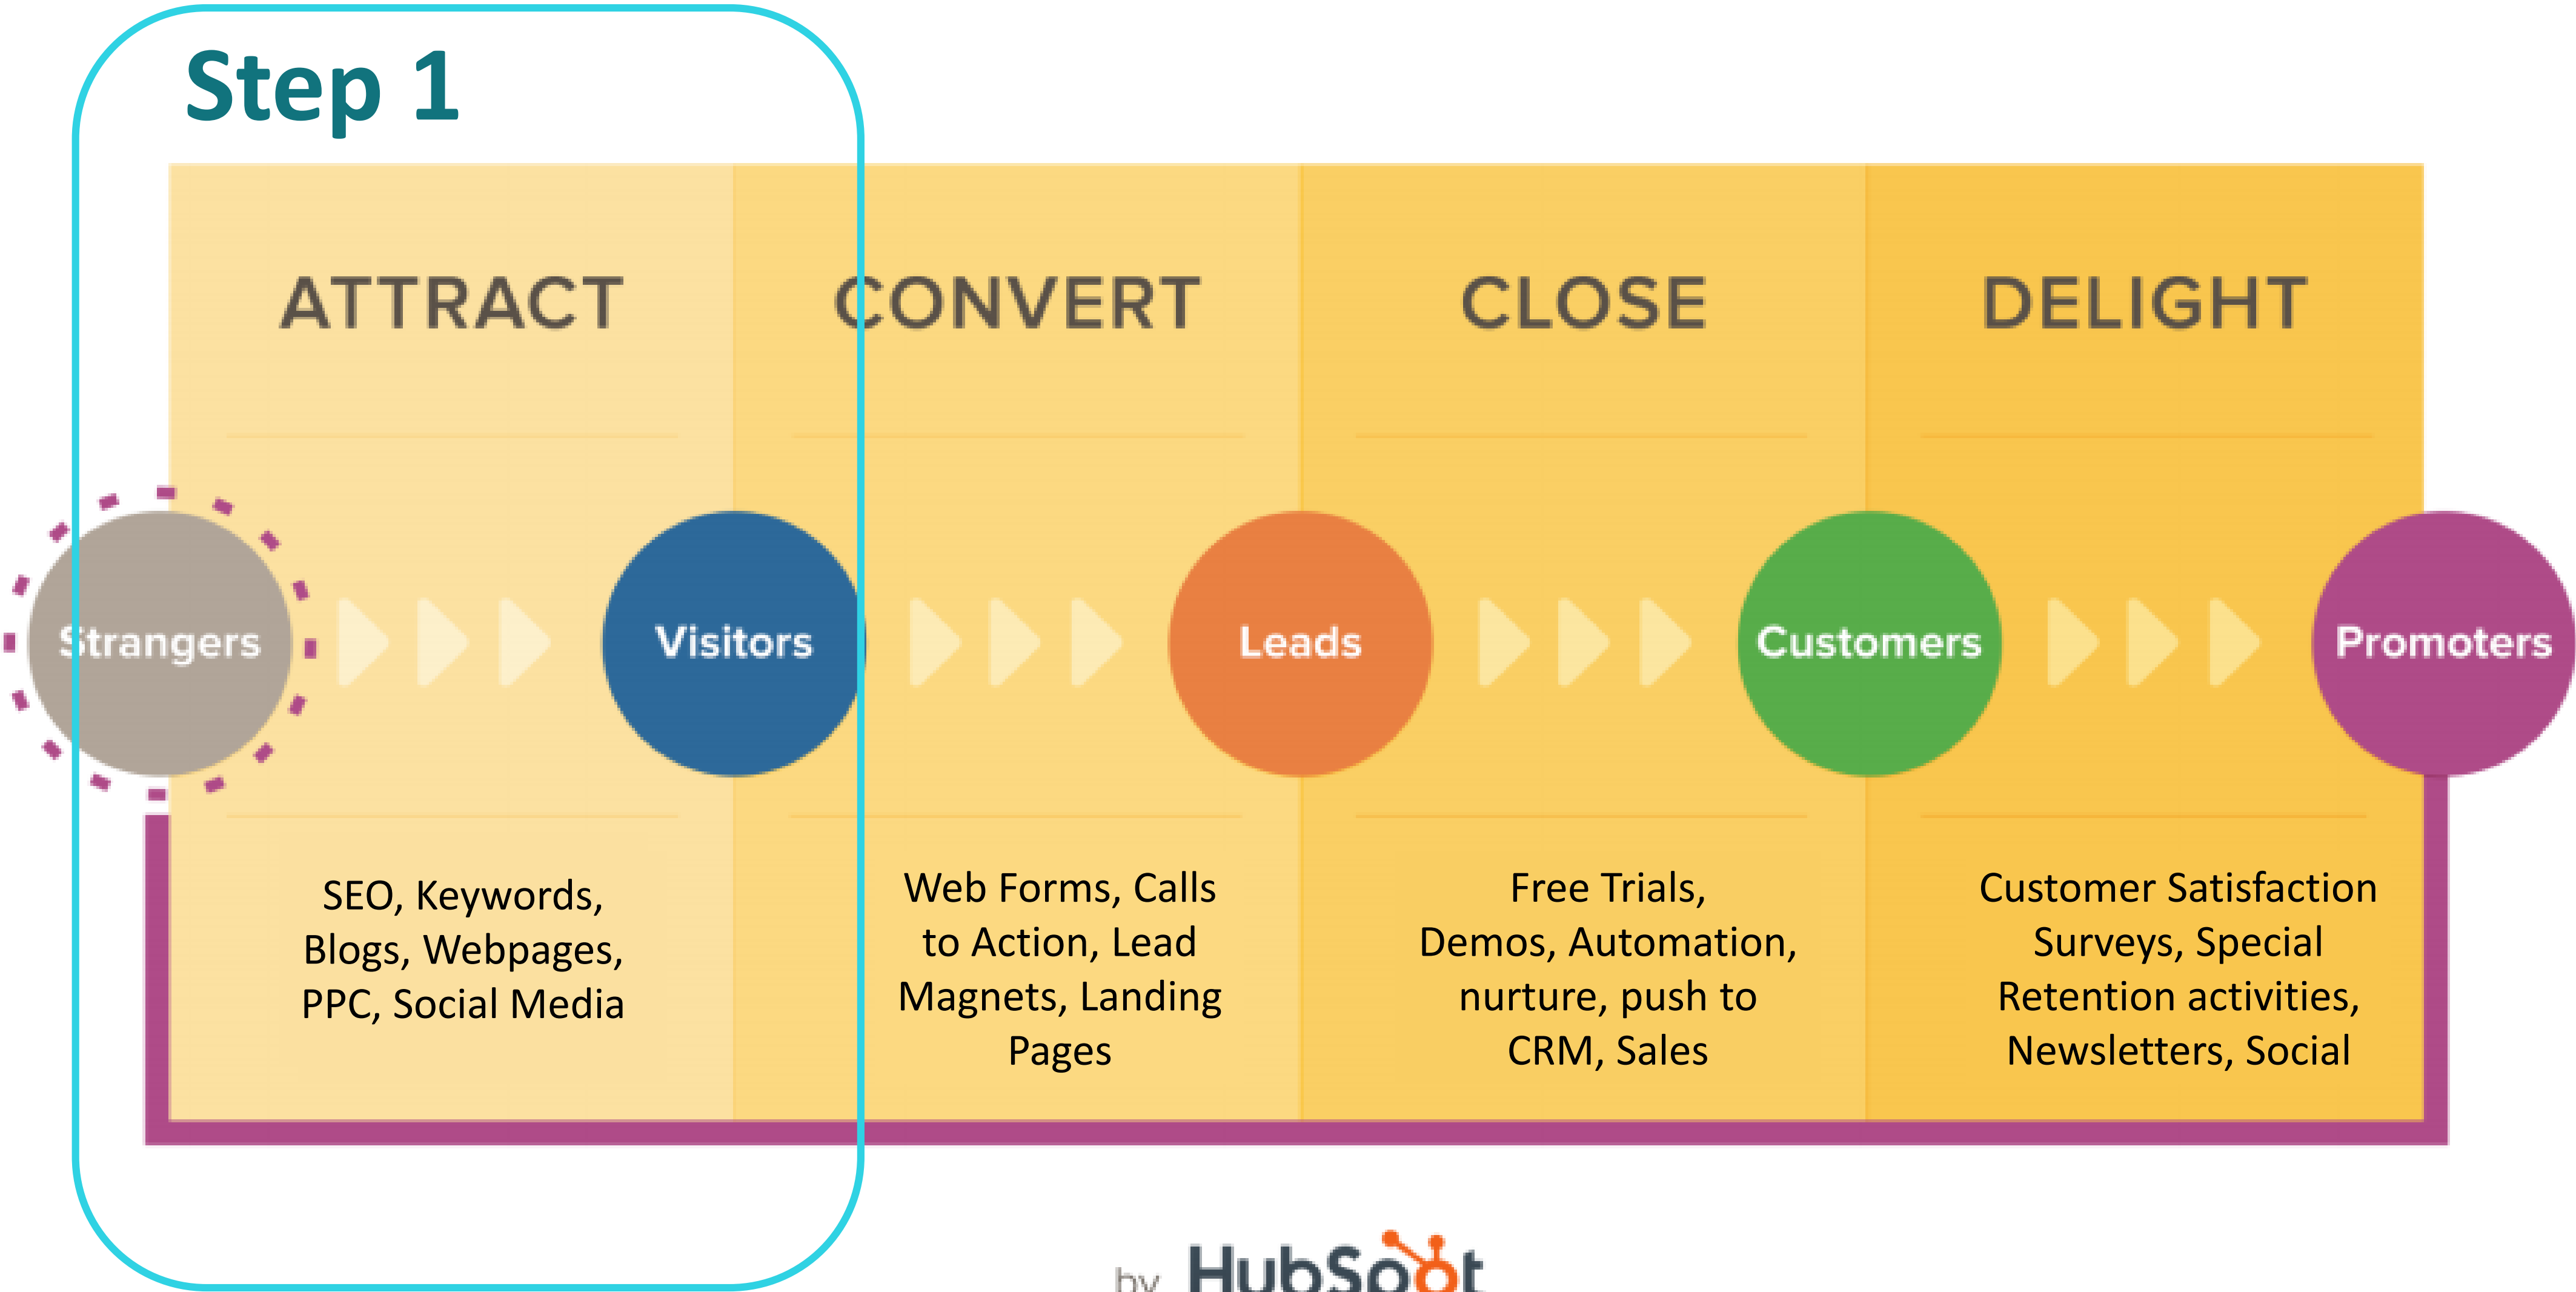 Step 1
ATTRACT
CONVERT
CLOSE
DELIGHT
Strangers
Visitors
Leads
Customers
Promoters
SEO, Keywords,
Blogs, Webpages,
PPC, Social Media
Web Forms, Calls
to Action, Lead
Magnets, Landing
Pages
Free Trials,
Demos, Automation,
nurture, push to
CRM, Sales
Customer Satisfaction
Surveys, Special
Retention activities,
Newsletters, Social
by HubSpot